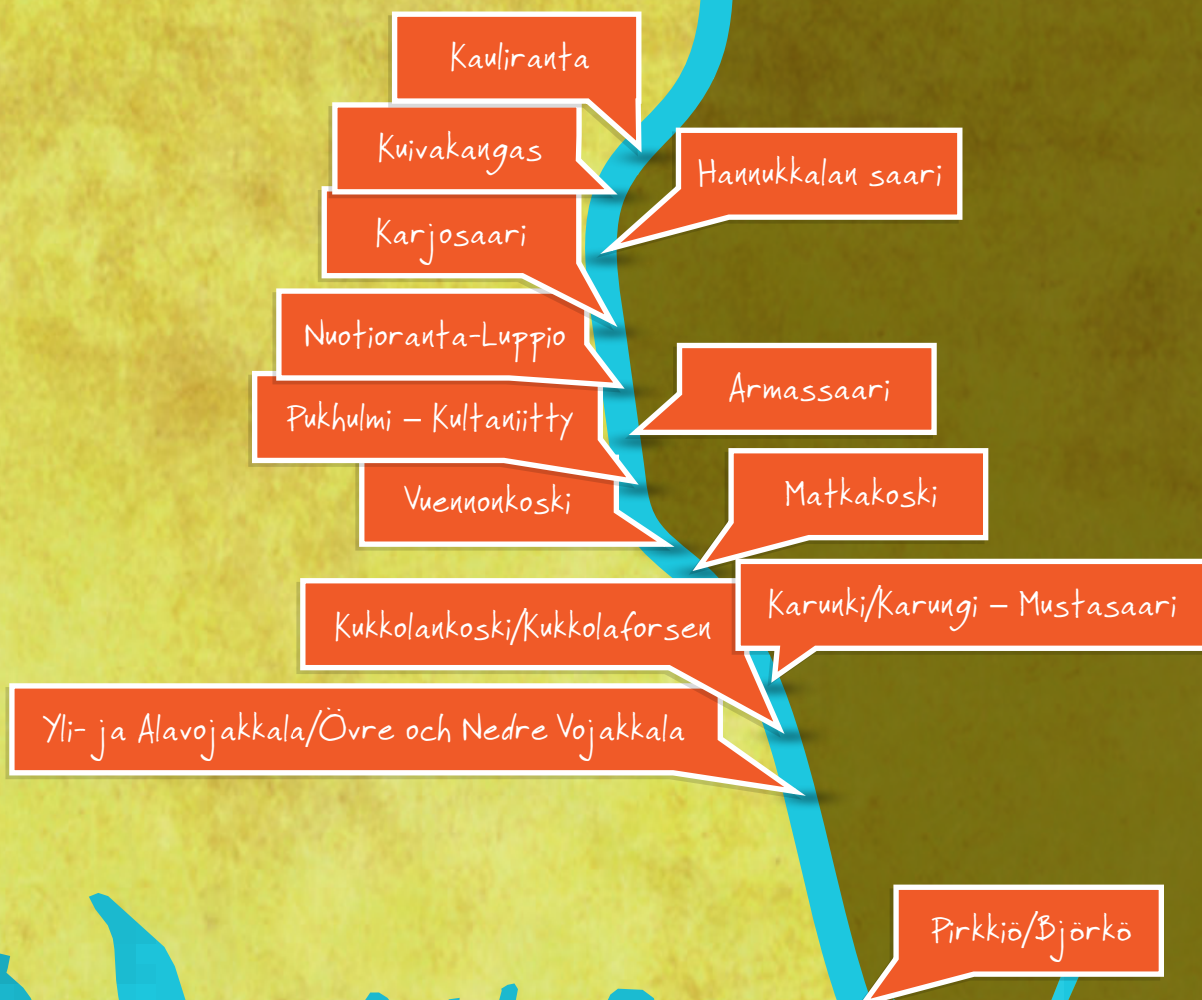 Kauliranta
Kuivakangas
Hannukkalan saari
Karjosaari
Nuotioranta-Luppio
Armassaari
Pukhulmi – Kultaniitty
Vuennonkoski
Matkakoski
Karunki/Karungi – Mustasaari
Kukkolankoski/Kukkolaforsen
Yli- ja Alavojakkala/Övre och Nedre Vojakkala
Pirkkiö/Björkö